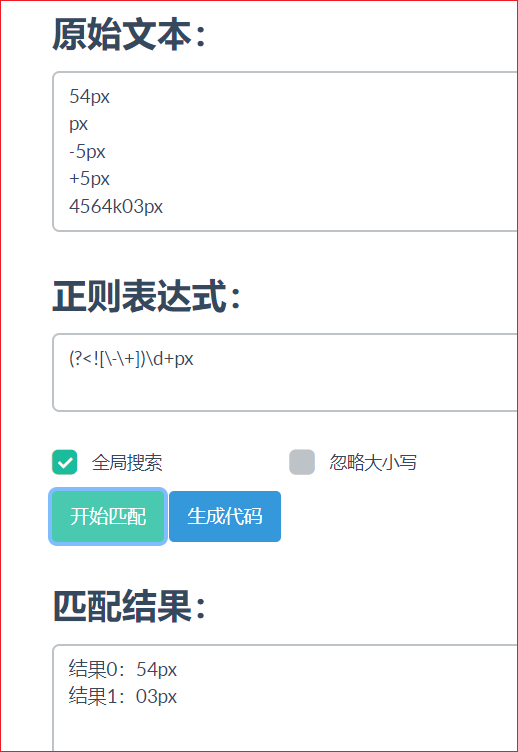 原始文本：
54px
px
-5px
+5px
4564k03px
正则表达式：
(?<![\-\+])\d+px
全局搜索 忽略大小写
开始匹配 生成代码
匹配结果：
结果0：54px
结果1：03px